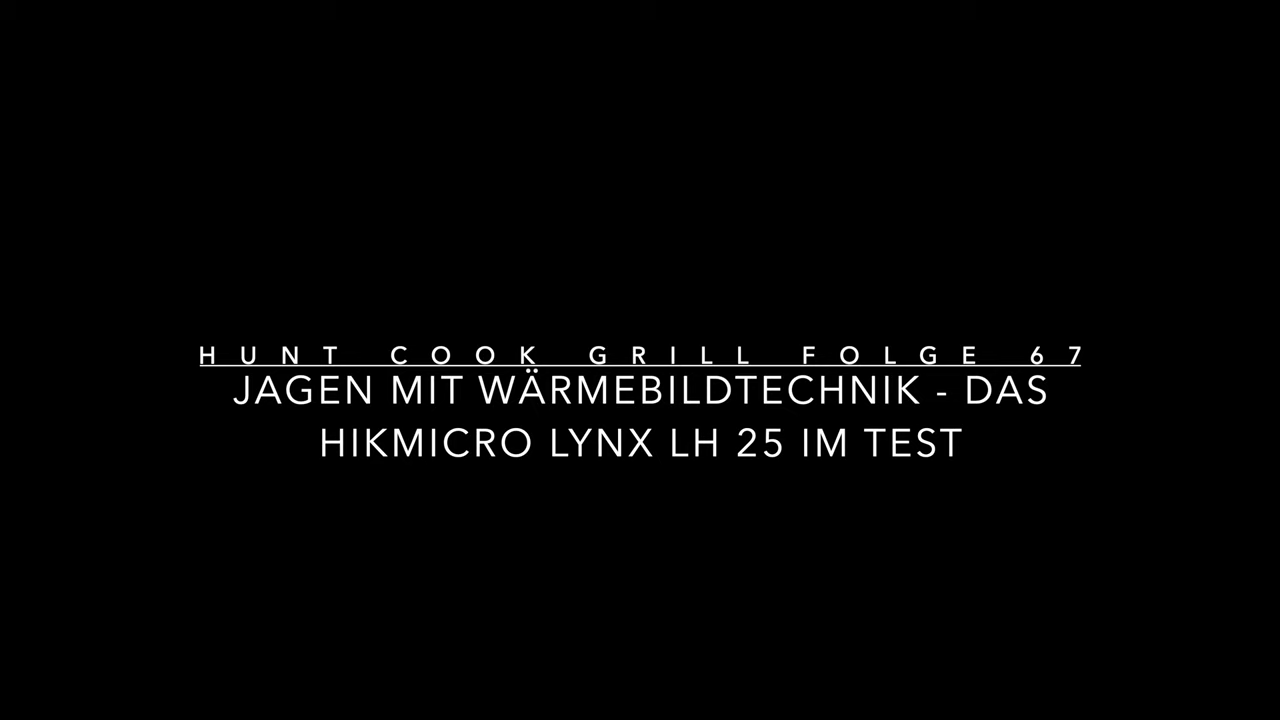 HUNT COOK GRILL FOLGE 67
JAGEN MIT WÄRMEBILDTECHNIK - DAS
HIKMICRO LYNX LH 25 IM TEST